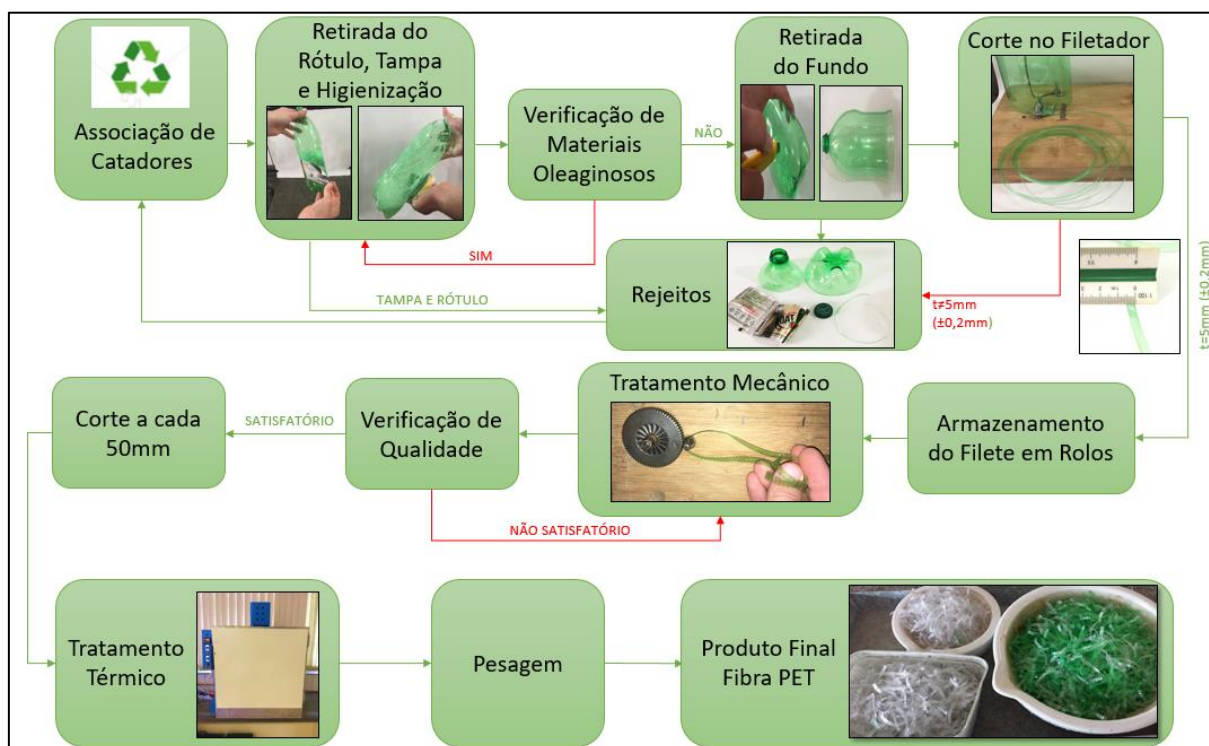 Associação de
Catadores
Retirada do
Rótulo, Tampa
e Higienização
Verificação de
Materiais
Oleaginosos
NÃO
Retirada
do Fundo
Corte no Filetador
SIM
TAMPA E RÓTULO
Rejeitos
t≠5mm
(±0,2mm)
t=5mm (±0,2mm)
Corte a cada
50mm
SATISFATÓRIO
Verificação de
Qualidade
NÃO SATISFATÓRIO
Tratamento Mecânico
Armazenamento
do Filete em Rolos
Tratamento
Térmico
Pesagem
Produto Final
Fibra PET